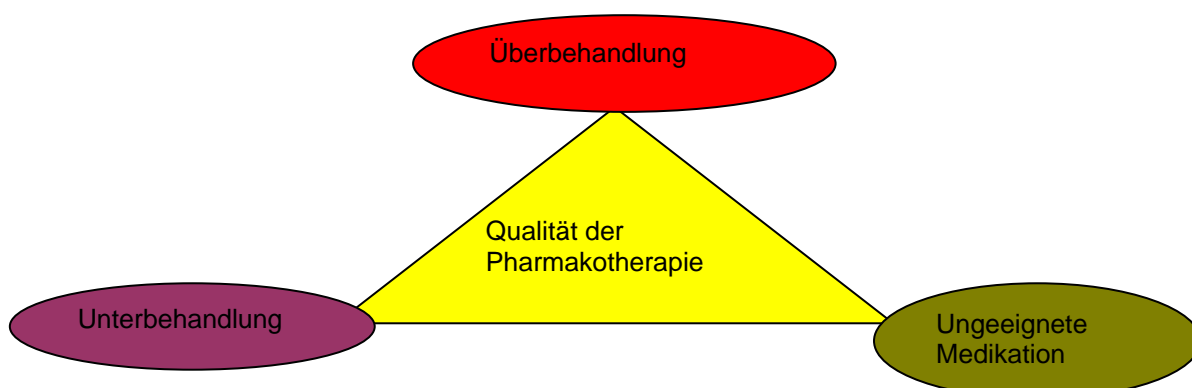 Überbehandlung
Qualität der
Pharmakotherapie
Unterbehandlung
Ungeeignete
Medikation